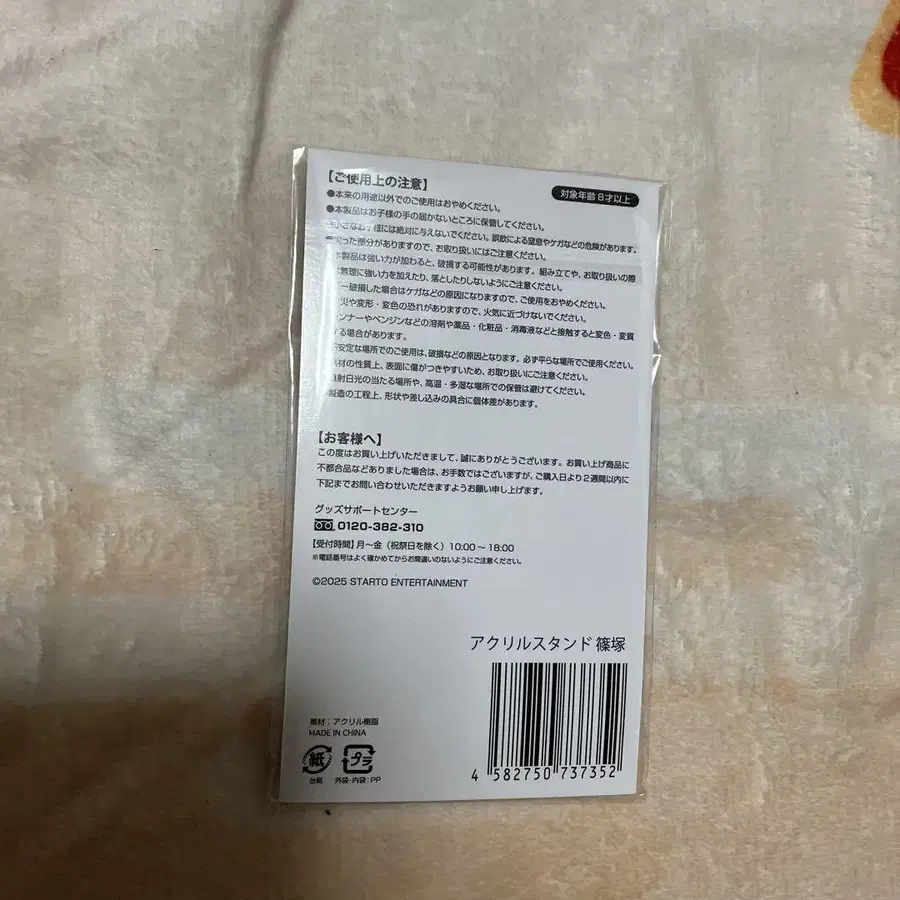 【ご使用上の注意】
対象年齢 8才以上
●本来の用途以外でのご使用はおやめください。
●本製品はお子様の手の届かないところに保管してください。
小さなお子様には絶対に与えないでください。誤飲による窒息やケガなどの危険があります。
った部分がありますので、お取り扱いにはご注意ください。
本製品は強い力が加わると、破損する可能性があります。組み立てや、お取り扱いの際
無理に強い力を加えたり、落としたりしないようにご注意ください。
一破損した場合はケガなどの原因になりますので、ご使用をおやめください。
災や変形・変色の恐れがありますので、火気に近づけないでください。
ンナーやベンジンなどの溶剤や薬品・化粧品・消毒液などと接触すると変色・変質
する場合があります。
安定な場所でのご使用は、破損などの原因となります。必ず平らな場所でご使用ください。
材の性質上、表面に傷がつきやすいため、お取り扱いにご注意ください。
直射日光の当たる場所や、高温・多湿な場所での保管は避けてください。
製造の工程上、形状や差し込みの具合に個体差があります。
【お客様へ】
この度はお買い上げいただきまして、誠にありがとうございます。お買い上げ商品に
不都合品などありました場合は、お手数ではございますが、ご購入日より2週間以内に
下記までお問い合わせいただきますようお願い申し上げます。
グッズサポートセンター
0120-382-310
【受付時間】月～金（祝祭日を除く）10:00～18:00
※電話番号はよく確かめてからお間違いのないようにご注意ください。
©2025 STARTO ENTERTAINMENT
アクリルスタンド 篠塚
素材：アクリル樹脂
MADE IN CHINA
紙 プラ
台紙 外袋・内袋：PP
4 582750 737352